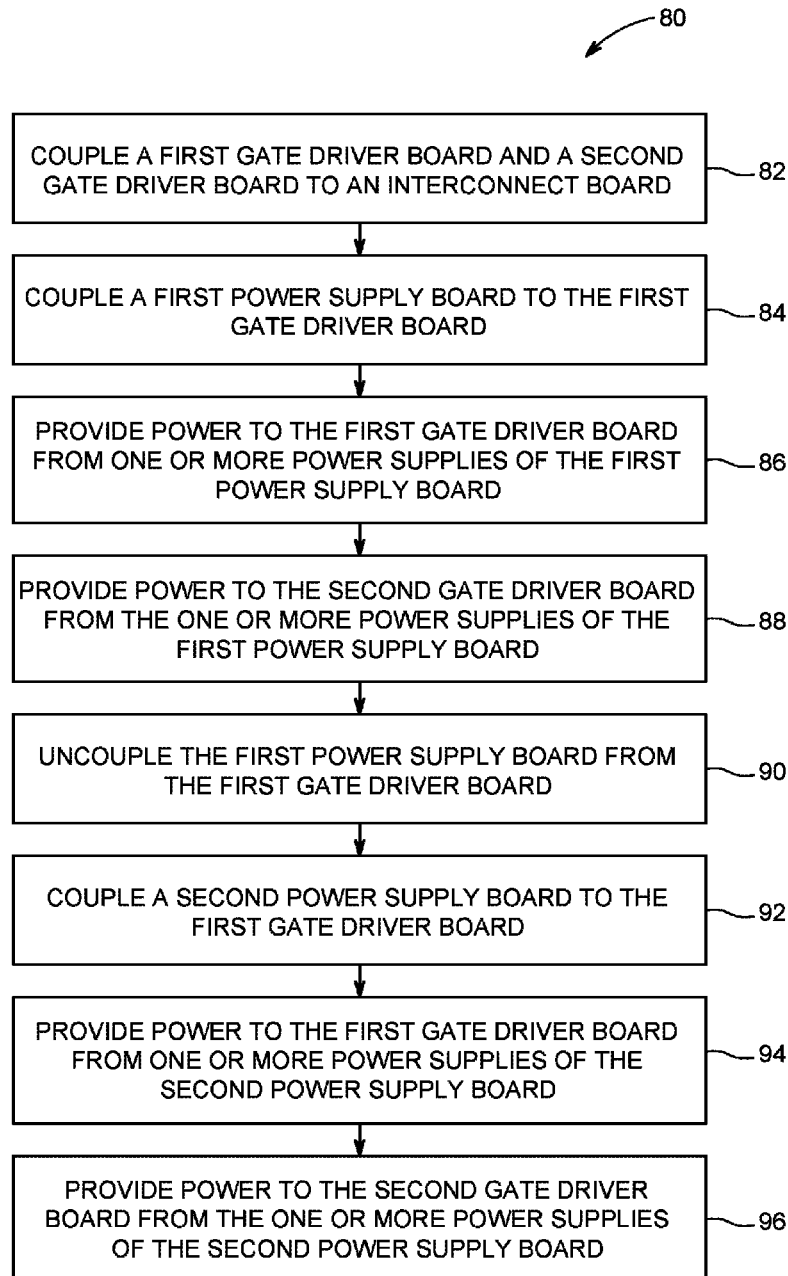 80
COUPLE A FIRST GATE DRIVER BOARD AND A SECOND
GATE DRIVER BOARD TO AN INTERCONNECT BOARD
82
COUPLE A FIRST POWER SUPPLY BOARD TO THE FIRST
GATE DRIVER BOARD
84
PROVIDE POWER TO THE FIRST GATE DRIVER BOARD
FROM ONE OR MORE POWER SUPPLIES OF THE FIRST
POWER SUPPLY BOARD
86
PROVIDE POWER TO THE SECOND GATE DRIVER BOARD
FROM THE ONE OR MORE POWER SUPPLIES OF THE
FIRST POWER SUPPLY BOARD
88
UNCOUPLE THE FIRST POWER SUPPLY BOARD FROM
THE FIRST GATE DRIVER BOARD
90
COUPLE A SECOND POWER SUPPLY BOARD TO THE
FIRST GATE DRIVER BOARD
92
PROVIDE POWER TO THE FIRST GATE DRIVER BOARD
FROM ONE OR MORE POWER SUPPLIES OF THE
SECOND POWER SUPPLY BOARD
94
PROVIDE POWER TO THE SECOND GATE DRIVER
BOARD FROM THE ONE OR MORE POWER SUPPLIES
OF THE SECOND POWER SUPPLY BOARD
96